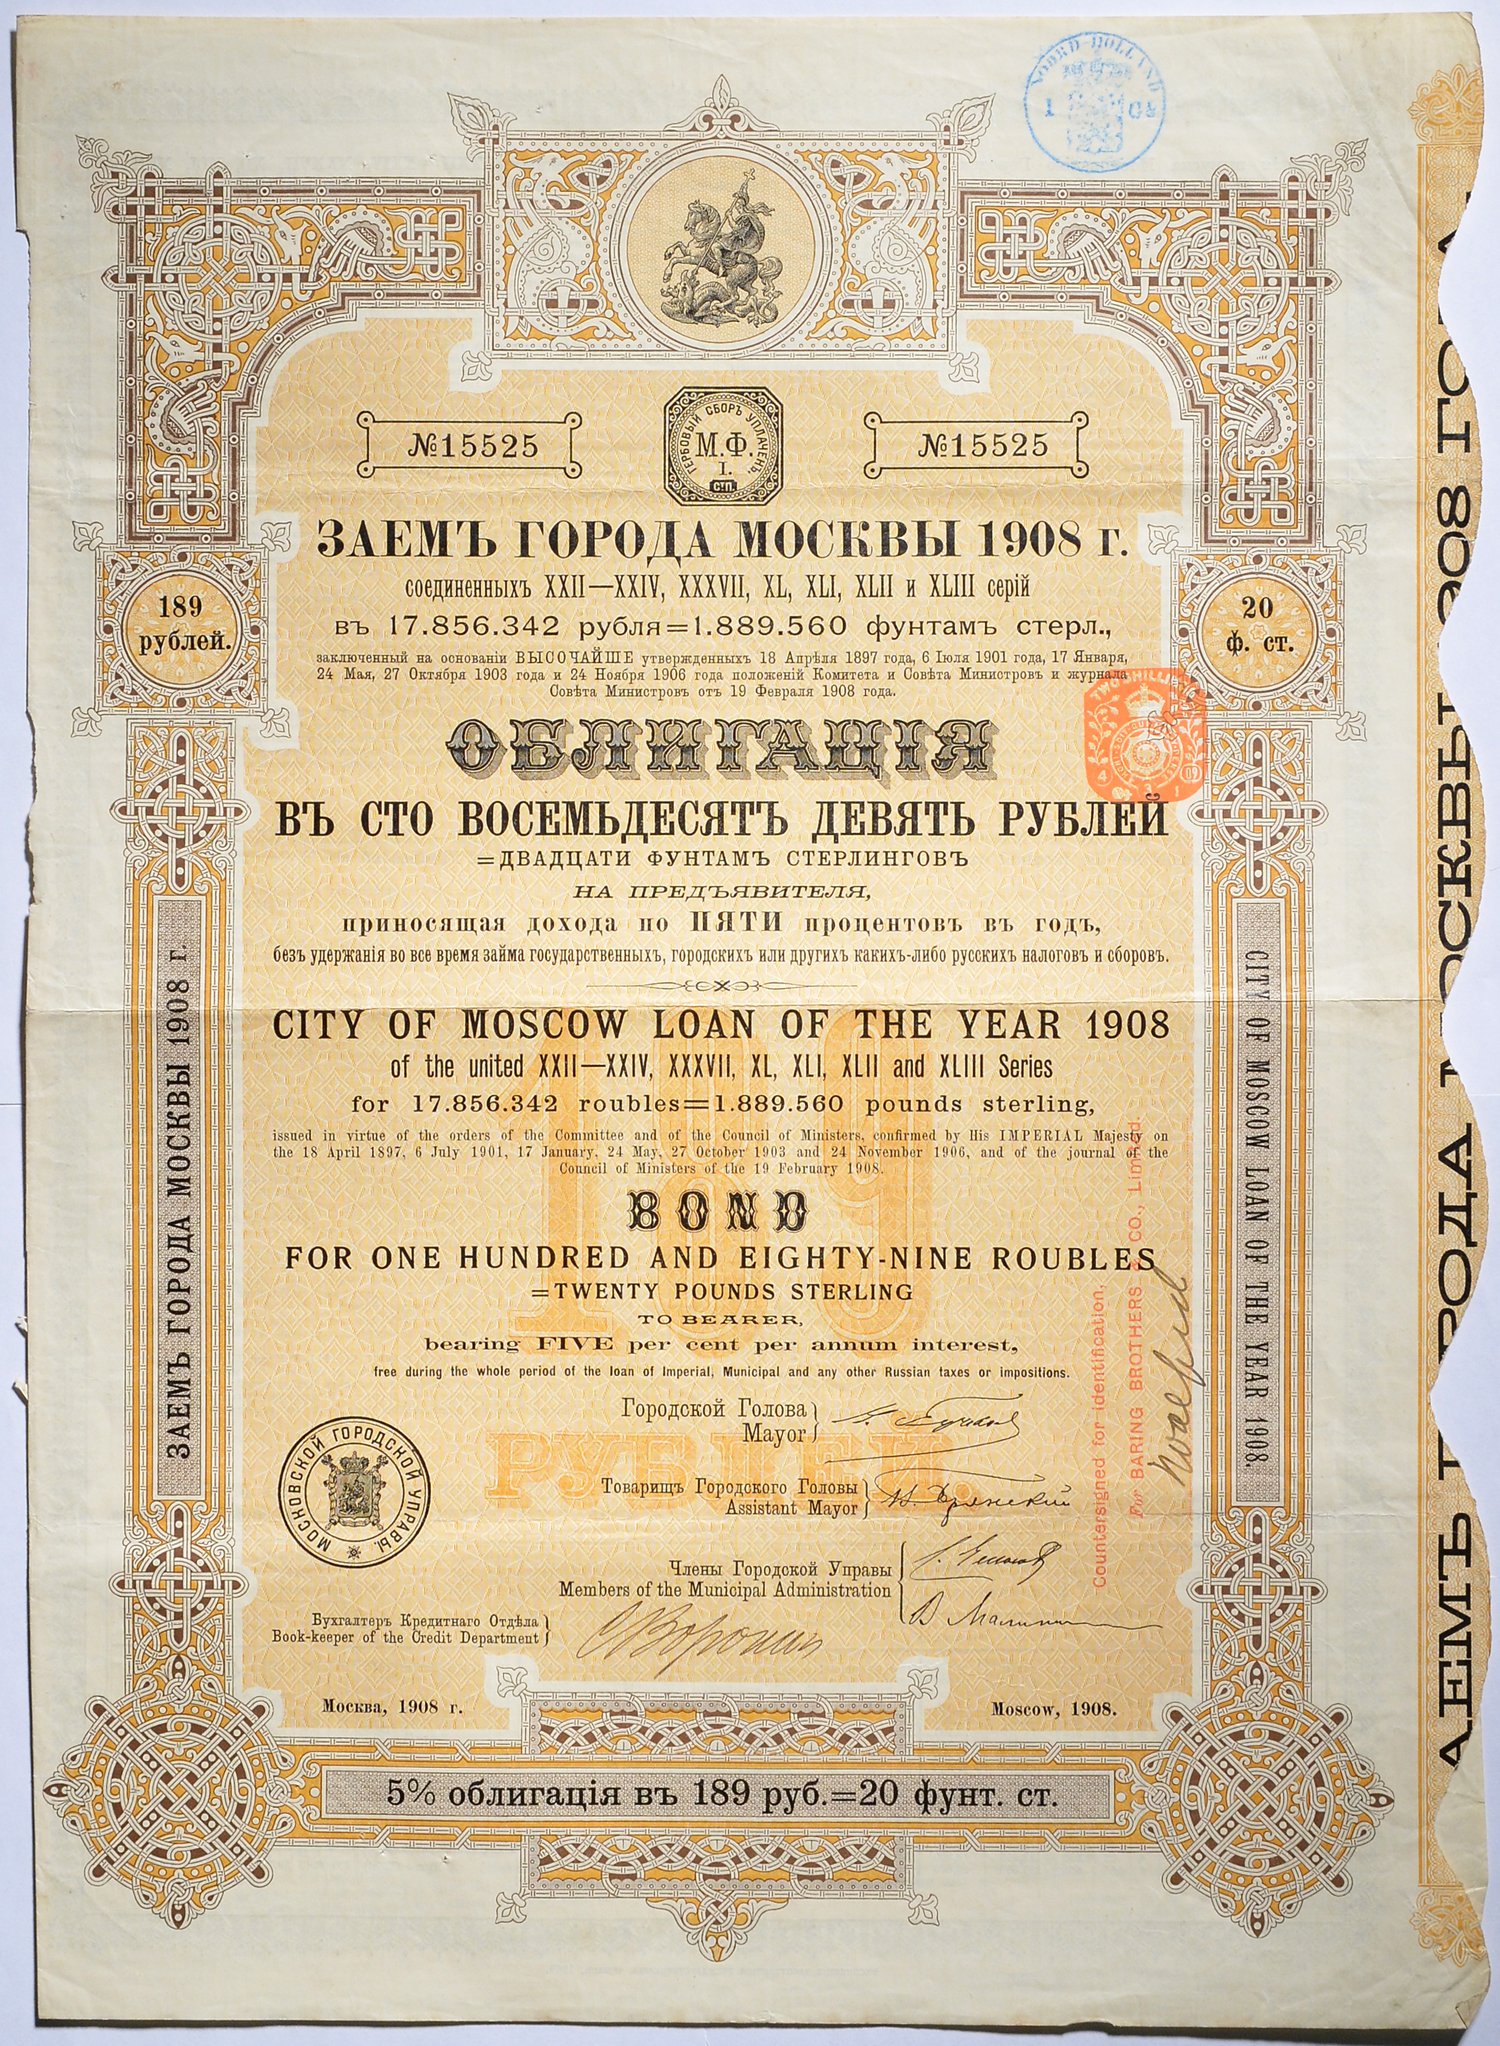 NOORD-HOLLAND
№15525
ГЕРБОВЫЙ СБОРЪ УПЛАЧЕНЪ.
М.Ф.
I.
№15525
ЗАЕМЪ ГОРОДА МОСКВЫ 1908 г.
соединенныхъ XXII—XXIV, XXXVII, XL, XLI, XLII и XLIII серій
въ 17.856.342 рубля=1.889.560 фунтамъ стерл.,
заключенный на основаніи ВЫСОЧАЙШЕ утвержденныхъ 18 Апрѣля 1897 года, 6 Іюля 1901 года, 17 Января,
24 Мая, 27 Октября 1903 года и 24 Ноября 1906 года положеній Комитета и Совѣта Министровъ и журнала
Совѣта Министровъ отъ 19 Февраля 1908 года.
189
рублей.
20
ф. ст.
ОБЛИГАЦІЯ
ВЪ СТО ВОСЕМЬДЕСЯТЪ ДЕВЯТЬ РУБЛЕЙ
=ДВАДЦАТИ ФУНТАМЪ СТЕРЛИНГОВЪ
НА ПРЕДЪЯВИТЕЛЯ,
приносящая дохода по ПЯТИ процентовъ въ годъ,
безъ удержанія во все время займа государственныхъ, городскихъ или другихъ какихъ-либо русскихъ налоговъ и сборовъ.
CITY OF MOSCOW LOAN OF THE YEAR 1908
of the united XXII—XXIV, XXXVII, XL, XLI, XLII and XLIII Series
for 17.856.342 roubles=1.889.560 pounds sterling,
issued in virtue of the orders of the Committee and of the Council of Ministers, confirmed by His IMPERIAL Majesty on
the 18 April 1897, 6 July 1901, 17 January, 24 May, 27 October 1903 and 24 November 1906, and of the journal of the
Council of Ministers of the 19 February 1908.
BOND
FOR ONE HUNDRED AND EIGHTY-NINE ROUBLES
=TWENTY POUNDS STERLING
TO BEARER,
bearing FIVE per cent per annum interest,
free during the whole period of the loan of Imperial, Municipal and any other Russian taxes or impositions.
189
РУБЛЕЙ.
Городской Голова
Mayor
Товарищъ Городского Головы
Assistant Mayor
Члены Городской Управы
Members of the Municipal Administration
Бухгалтеръ Кредитнаго Отдѣла
Book-keeper of the Credit Department
МОСКОВСКОЙ ГОРОДСКОЙ УПРАВЫ.
Москва, 1908 г.
Moscow, 1908.
5% облигація въ 189 руб.=20 фунт. ст.
ЗАЕМЪ ГОРОДА МОСКВЫ 1908 г.
CITY OF MOSCOW LOAN OF THE YEAR 1908.
Countersigned for identification,
For BARING BROTHERS & CO., Limited.